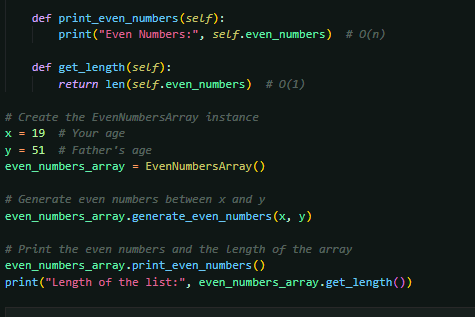 def print_even_numbers(self):
print("Even Numbers:", self.even_numbers)  # O(n)
def get_length(self):
return len(self.even_numbers)  # O(1)
# Create the EvenNumbersArray instance
x = 19  # Your age
y = 51  # Father's age
even_numbers_array = EvenNumbersArray()
# Generate even numbers between x and y
even_numbers_array.generate_even_numbers(x, y)
# Print the even numbers and the length of the array
even_numbers_array.print_even_numbers()
print("Length of the list:", even_numbers_array.get_length())